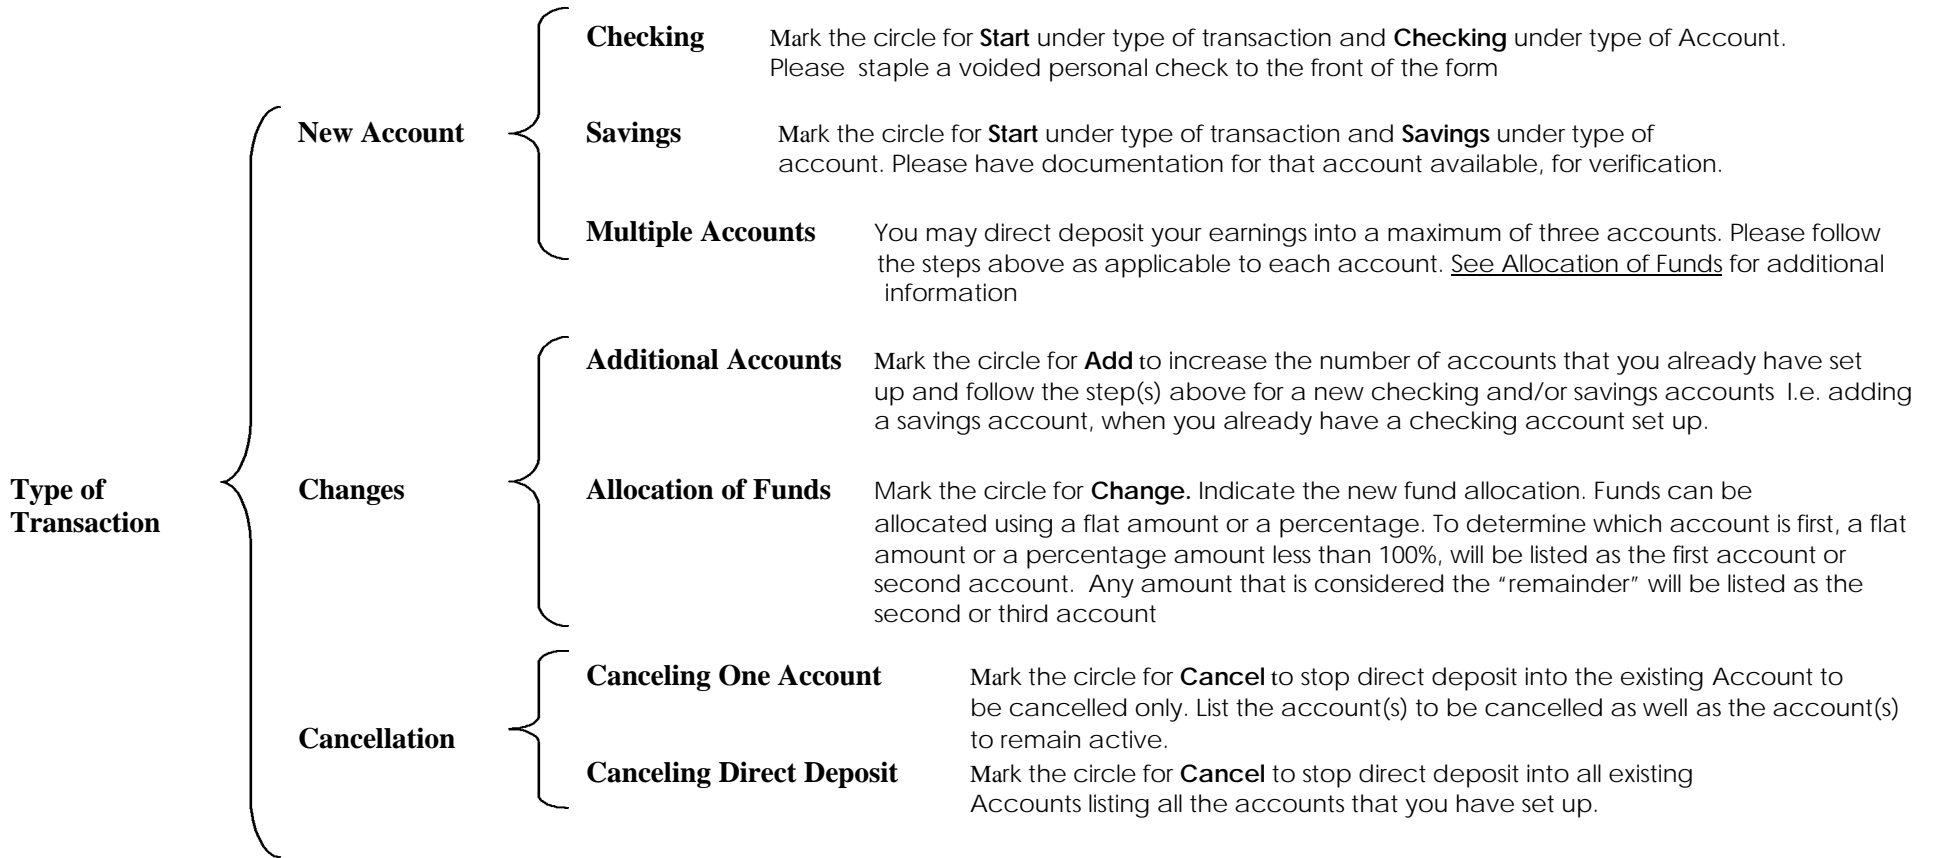 Checking Mark the circle for Start under type of transaction and Checking under type of Account.
Please staple a voided personal check to the front of the form
New Account
Savings Mark the circle for Start under type of transaction and Savings under type of
account. Please have documentation for that account available, for verification.
Multiple Accounts You may direct deposit your earnings into a maximum of three accounts. Please follow
the steps above as applicable to each account. See Allocation of Funds for additional
information
Additional Accounts Mark the circle for Add to increase the number of accounts that you already have set
up and follow the step(s) above for a new checking and/or savings accounts I.e. adding
a savings account, when you already have a checking account set up.
Type of
Transaction
Changes
Allocation of Funds Mark the circle for Change. Indicate the new fund allocation. Funds can be
allocated using a flat amount or a percentage. To determine which account is first, a flat
amount or a percentage amount less than 100%, will be listed as the first account or
second account. Any amount that is considered the “remainder” will be listed as the
second or third account
Cancellation
Canceling One Account Mark the circle for Cancel to stop direct deposit into the existing Account to
be cancelled only. List the account(s) to be cancelled as well as the account(s)
to remain active.
Canceling Direct Deposit Mark the circle for Cancel to stop direct deposit into all existing
Accounts listing all the accounts that you have set up.